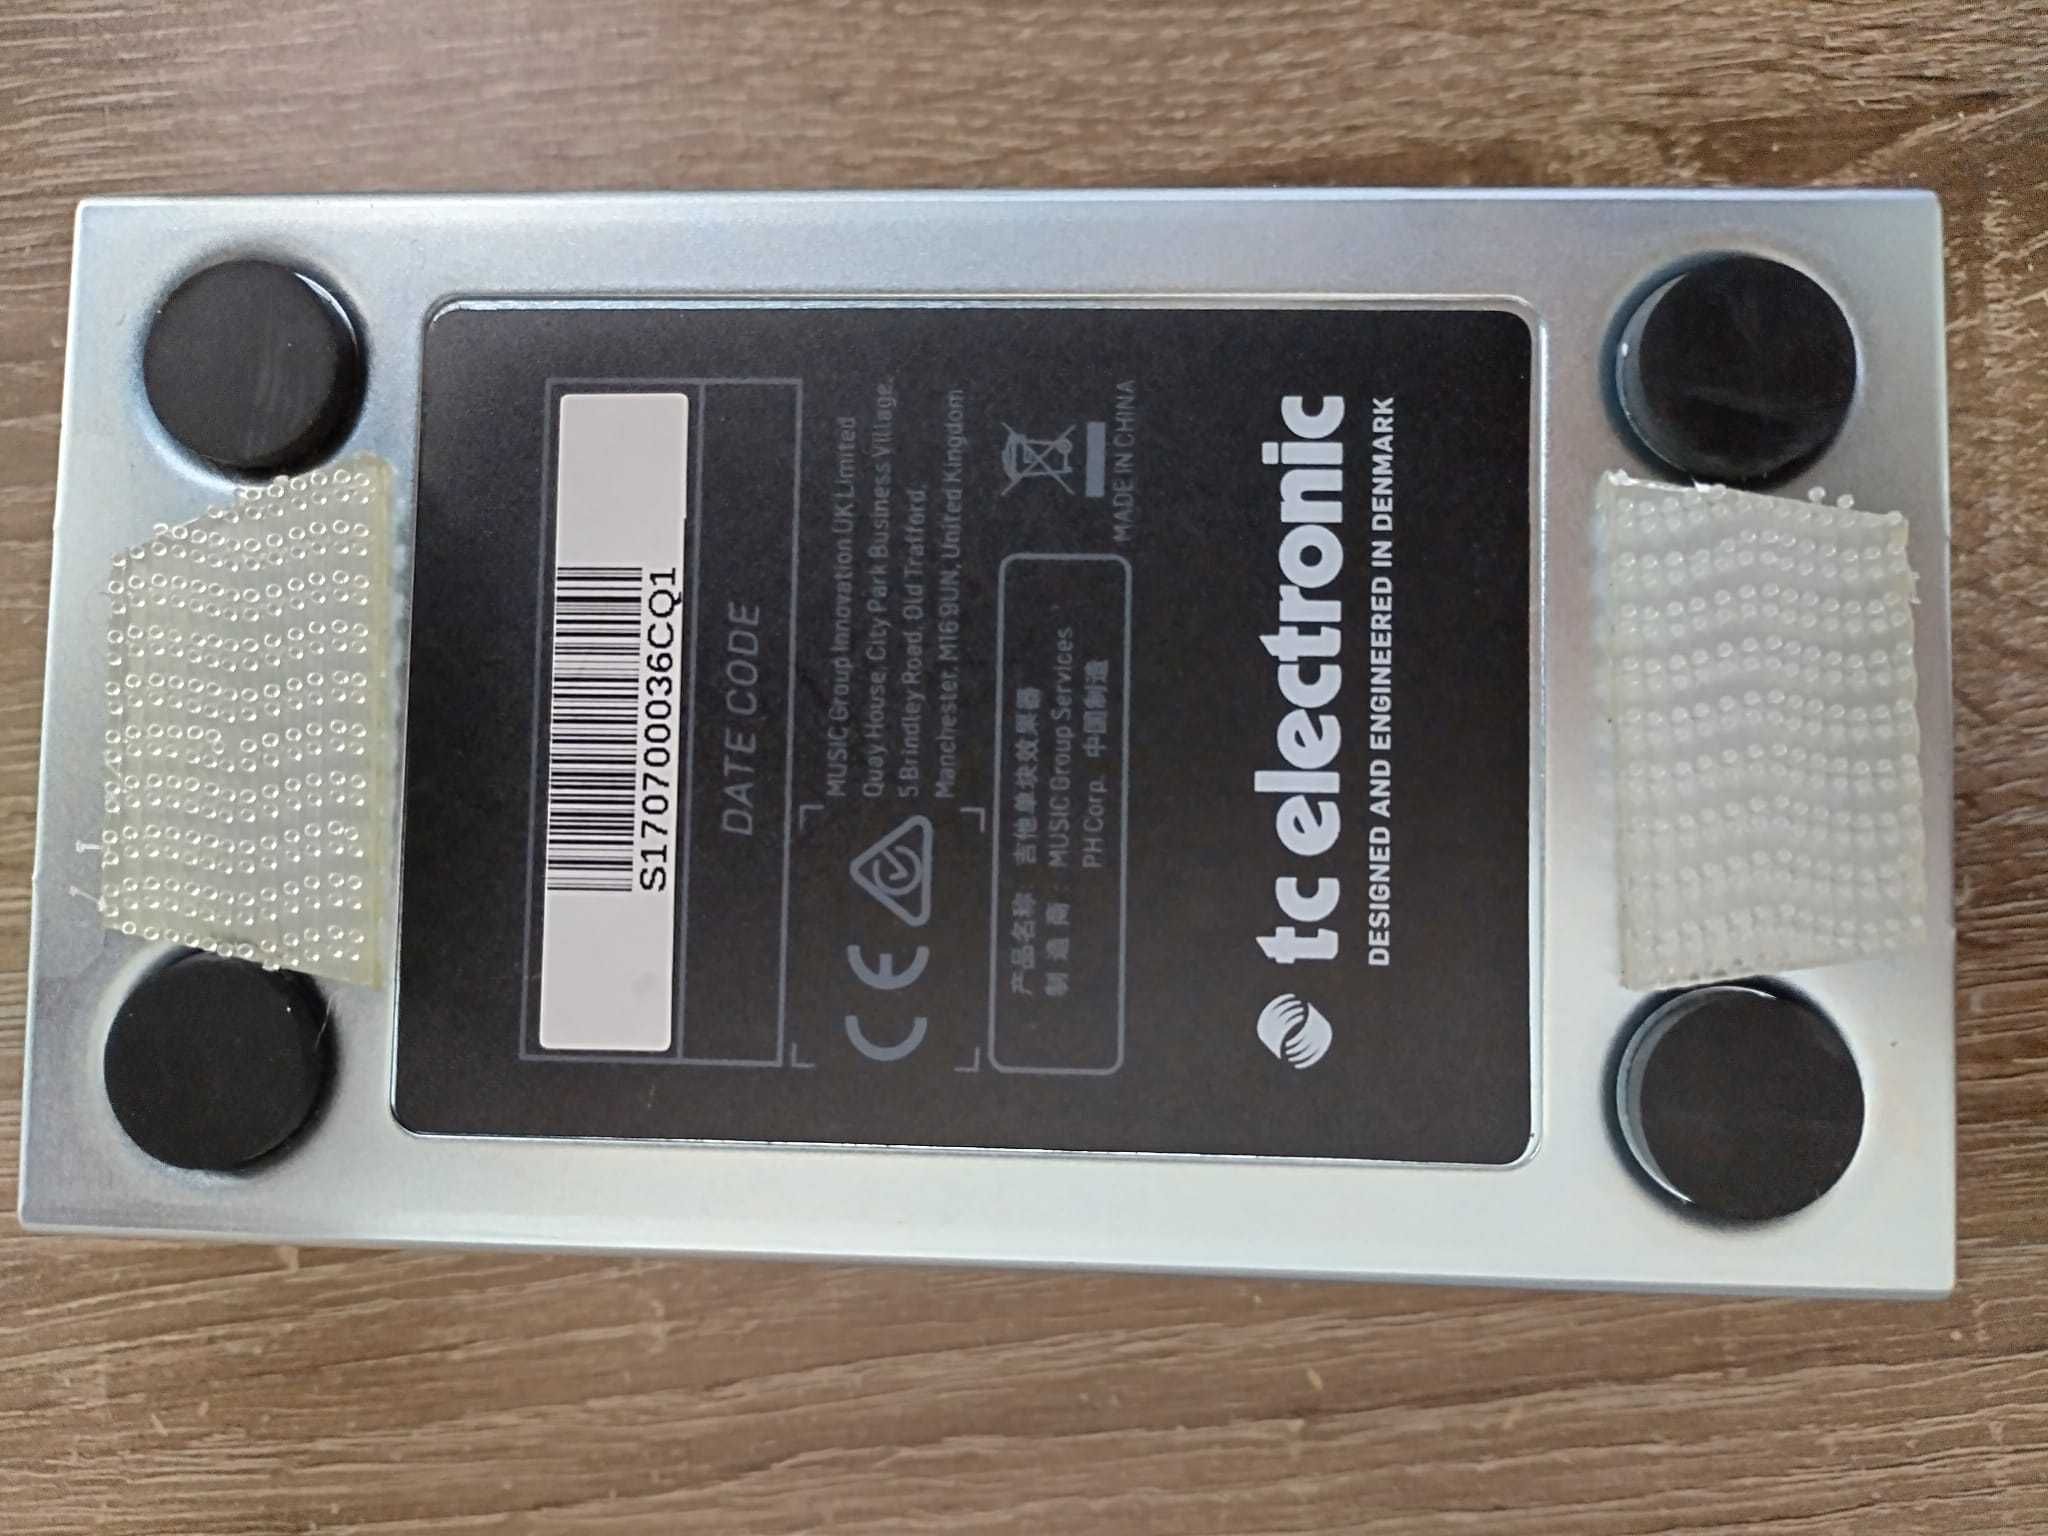 S170700036CQ1
DATE CODE
MUSIC Group Innovation UK Limited
Quay House, City Park Business Village,
5 Brindley Road, Old Trafford,
Manchester, M16 9UN, United Kingdom
CE
产品名称 吉他单块效果器
制 造 商： MUSIC Group Services
PH Corp. 中国制造
MADE IN CHINA
tc electronic
DESIGNED AND ENGINEERED IN DENMARK